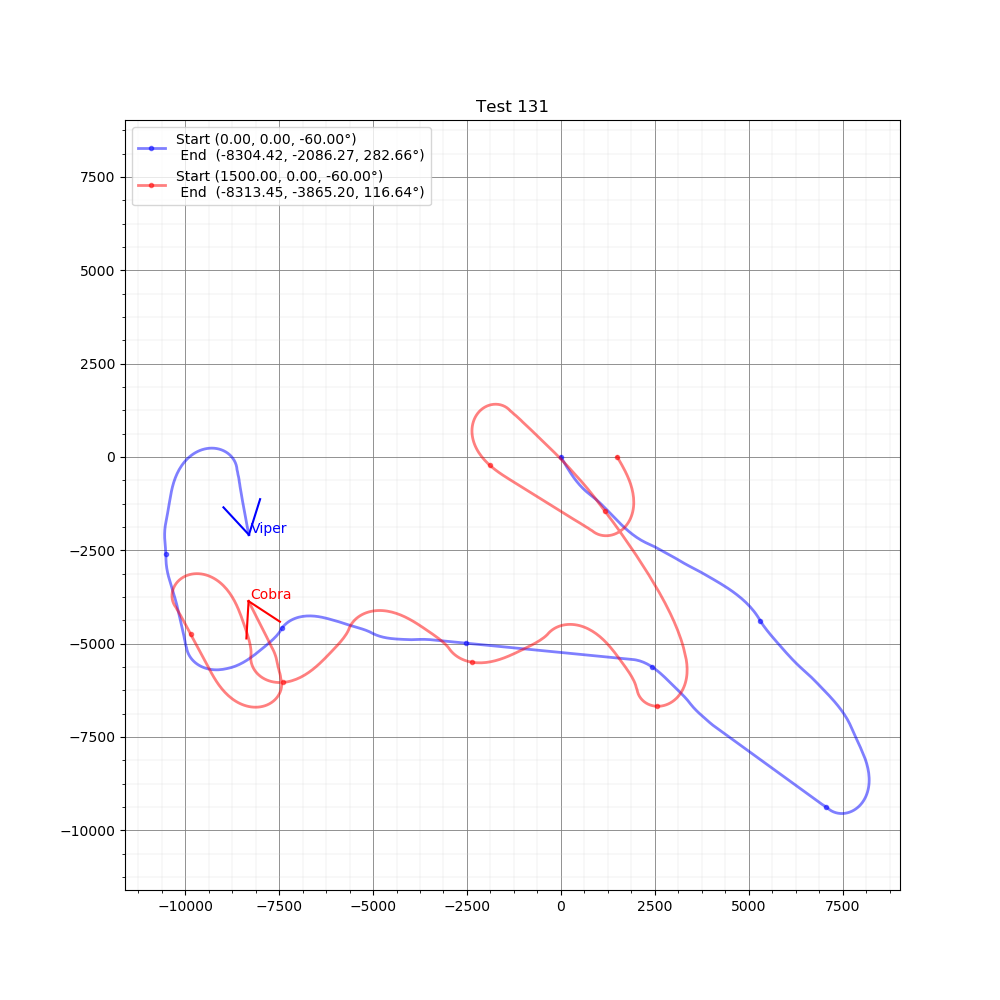 Test 131
Start (0.00, 0.00, -60.00°)
End  (-8304.42, -2086.27, 282.66°)
Start (1500.00, 0.00, -60.00°)
End  (-8313.45, -3865.20, 116.64°)
7500
5000
2500
0
−2500
−5000
−7500
−10000
Viper
Cobra
−10000
−7500
−5000
−2500
0
2500
5000
7500